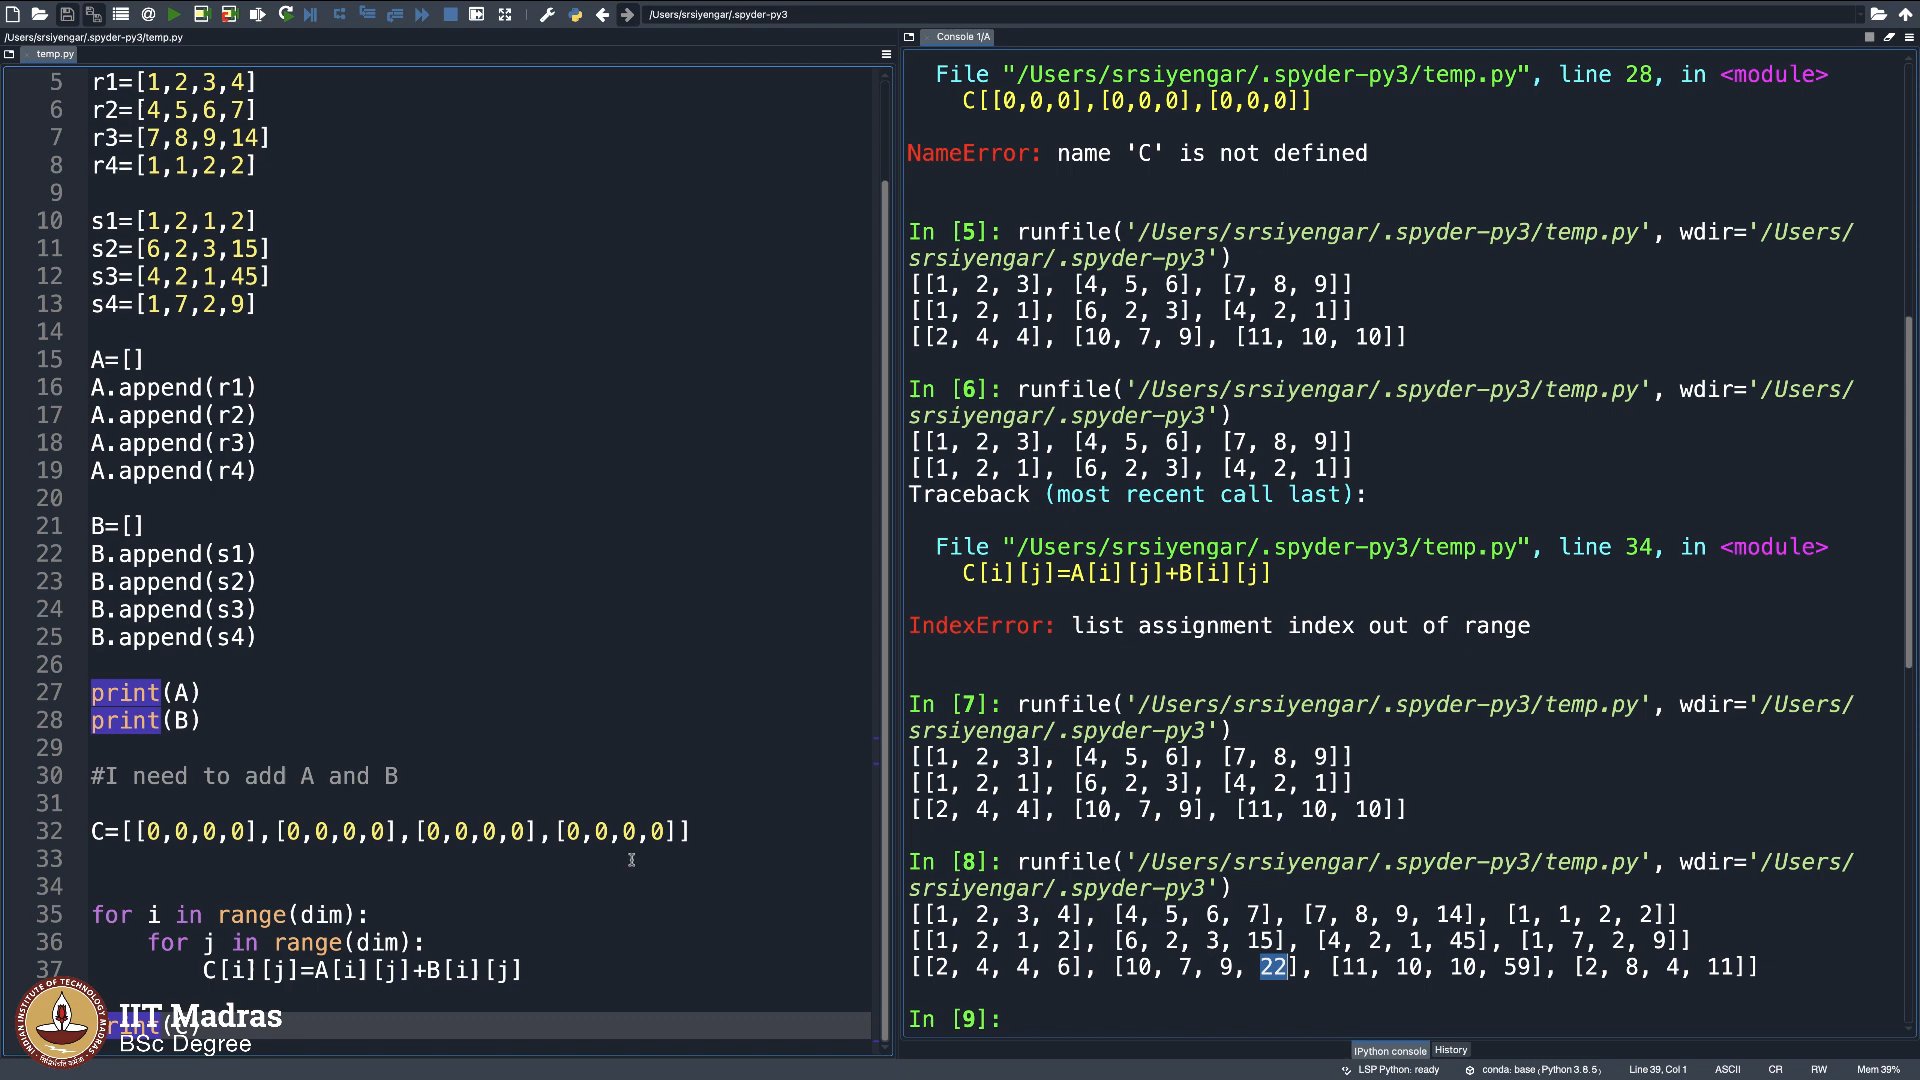 /Users/srsiyengar/.spyder-py3
/Users/srsiyengar/.spyder-py3/temp.py
temp.py
5 r1=[1,2,3,4]
6 r2=[4,5,6,7]
7 r3=[7,8,9,14]
8 r4=[1,1,2,2]
9
10 s1=[1,2,1,2]
11 s2=[6,2,3,15]
12 s3=[4,2,1,45]
13 s4=[1,7,2,9]
14
15 A=[]
16 A.append(r1)
17 A.append(r2)
18 A.append(r3)
19 A.append(r4)
20
21 B=[]
22 B.append(s1)
23 B.append(s2)
24 B.append(s3)
25 B.append(s4)
26
27 print(A)
28 print(B)
29
30 #I need to add A and B
31
32 C=[[0,0,0,0],[0,0,0,0],[0,0,0,0],[0,0,0,0]]
33
34
35 for i in range(dim):
36     for j in range(dim):
37         C[i][j]=A[i][j]+B[i][j]
IIT Madras
BSc Degree
Console 1/A
File "/Users/srsiyengar/.spyder-py3/temp.py", line 28, in <module>
C[[0,0,0],[0,0,0],[0,0,0]]
NameError: name 'C' is not defined
In [5]: runfile('/Users/srsiyengar/.spyder-py3/temp.py', wdir='/Users/
srsiyengar/.spyder-py3')
[[1, 2, 3], [4, 5, 6], [7, 8, 9]]
[[1, 2, 1], [6, 2, 3], [4, 2, 1]]
[[2, 4, 4], [10, 7, 9], [11, 10, 10]]
In [6]: runfile('/Users/srsiyengar/.spyder-py3/temp.py', wdir='/Users/
srsiyengar/.spyder-py3')
[[1, 2, 3], [4, 5, 6], [7, 8, 9]]
[[1, 2, 1], [6, 2, 3], [4, 2, 1]]
Traceback (most recent call last):
File "/Users/srsiyengar/.spyder-py3/temp.py", line 34, in <module>
C[i][j]=A[i][j]+B[i][j]
IndexError: list assignment index out of range
In [7]: runfile('/Users/srsiyengar/.spyder-py3/temp.py', wdir='/Users/
srsiyengar/.spyder-py3')
[[1, 2, 3], [4, 5, 6], [7, 8, 9]]
[[1, 2, 1], [6, 2, 3], [4, 2, 1]]
[[2, 4, 4], [10, 7, 9], [11, 10, 10]]
In [8]: runfile('/Users/srsiyengar/.spyder-py3/temp.py', wdir='/Users/
srsiyengar/.spyder-py3')
[[1, 2, 3, 4], [4, 5, 6, 7], [7, 8, 9, 14], [1, 1, 2, 2]]
[[1, 2, 1, 2], [6, 2, 3, 15], [4, 2, 1, 45], [1, 7, 2, 9]]
[[2, 4, 4, 6], [10, 7, 9, 22], [11, 10, 10, 59], [2, 8, 4, 11]]
In [9]:
IPython console History
LSP Python: ready conda: base (Python 3.8.5) Line 39, Col 1 ASCII CR RW Mem 39%